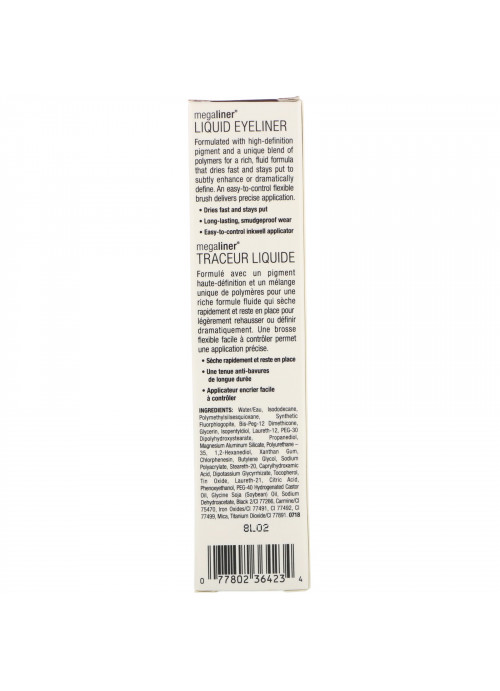 megaliner®
LIQUID EYELINER
Formulated with high-definition
pigment and a unique blend of
polymers for a rich, fluid formula
that dries fast and stays put to
subtly enhance or dramatically
define. An easy-to-control flexible
brush delivers precise application.
• Dries fast and stays put
• Long-lasting, smudgeproof wear
• Easy-to-control inkwell applicator
megaliner®
TRACEUR LIQUIDE
Formulé avec un pigment
haute-définition et un mélange
unique de polymères pour une
riche formule fluide qui sèche
rapidement et reste en place pour
légèrement rehausser ou définir
dramatiquement. Une brosse
flexible facile à contrôler permet
une application précise.
• Sèche rapidement et reste en place
• Une tenue anti-bavures
de longue durée
• Applicateur encrier facile
à contrôler
INGREDIENTS: Water/Eau, Isododecane,
Polymethylsilsesquioxane, Synthetic
Fluorphlogopite, Bis-Peg-12 Dimethicone,
Glycerin, Isopentyldiol, Laureth-12, PEG-30
Dipolyhydroxystearate, Propanediol,
Magnesium Aluminum Silicate, Polyurethane-
35, 1,2-Hexanediol, Xanthan Gum,
Chlorphenesin, Butylene Glycol, Sodium
Polyacrylate, Steareth-20, Caprylhydroxamic
Acid, Dipotassium Glycyrrhizate, Tocopherol,
Tin Oxide, Laureth-21, Citric Acid,
Phenoxyethanol, PEG-40 Hydrogenated Castor
Oil, Glycine Soja (Soybean) Oil, Sodium
Dehydroacetate, Black 2/CI 77266, Carmine/CI
75470, Iron Oxides/CI 77491, CI 77492, CI
77499, Mica, Titanium Dioxide/CI 77891. 0718
8L02
0 77802 36423 4